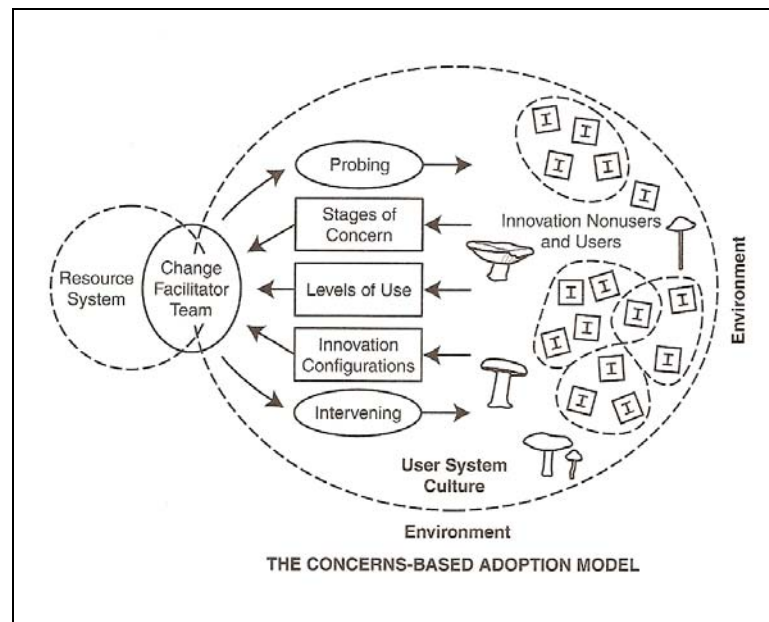 I
I
I
I
I
Probing
Stages of
Concern
Innovation Nonusers
and Users
Resource
System
Change
Facilitator
Team
Levels of Use
Innovation
Configurations
Intervening
I
I
I
I
I
I
I
I
I
I
Environment
User System
Culture
Environment
THE CONCERNS-BASED ADOPTION MODEL